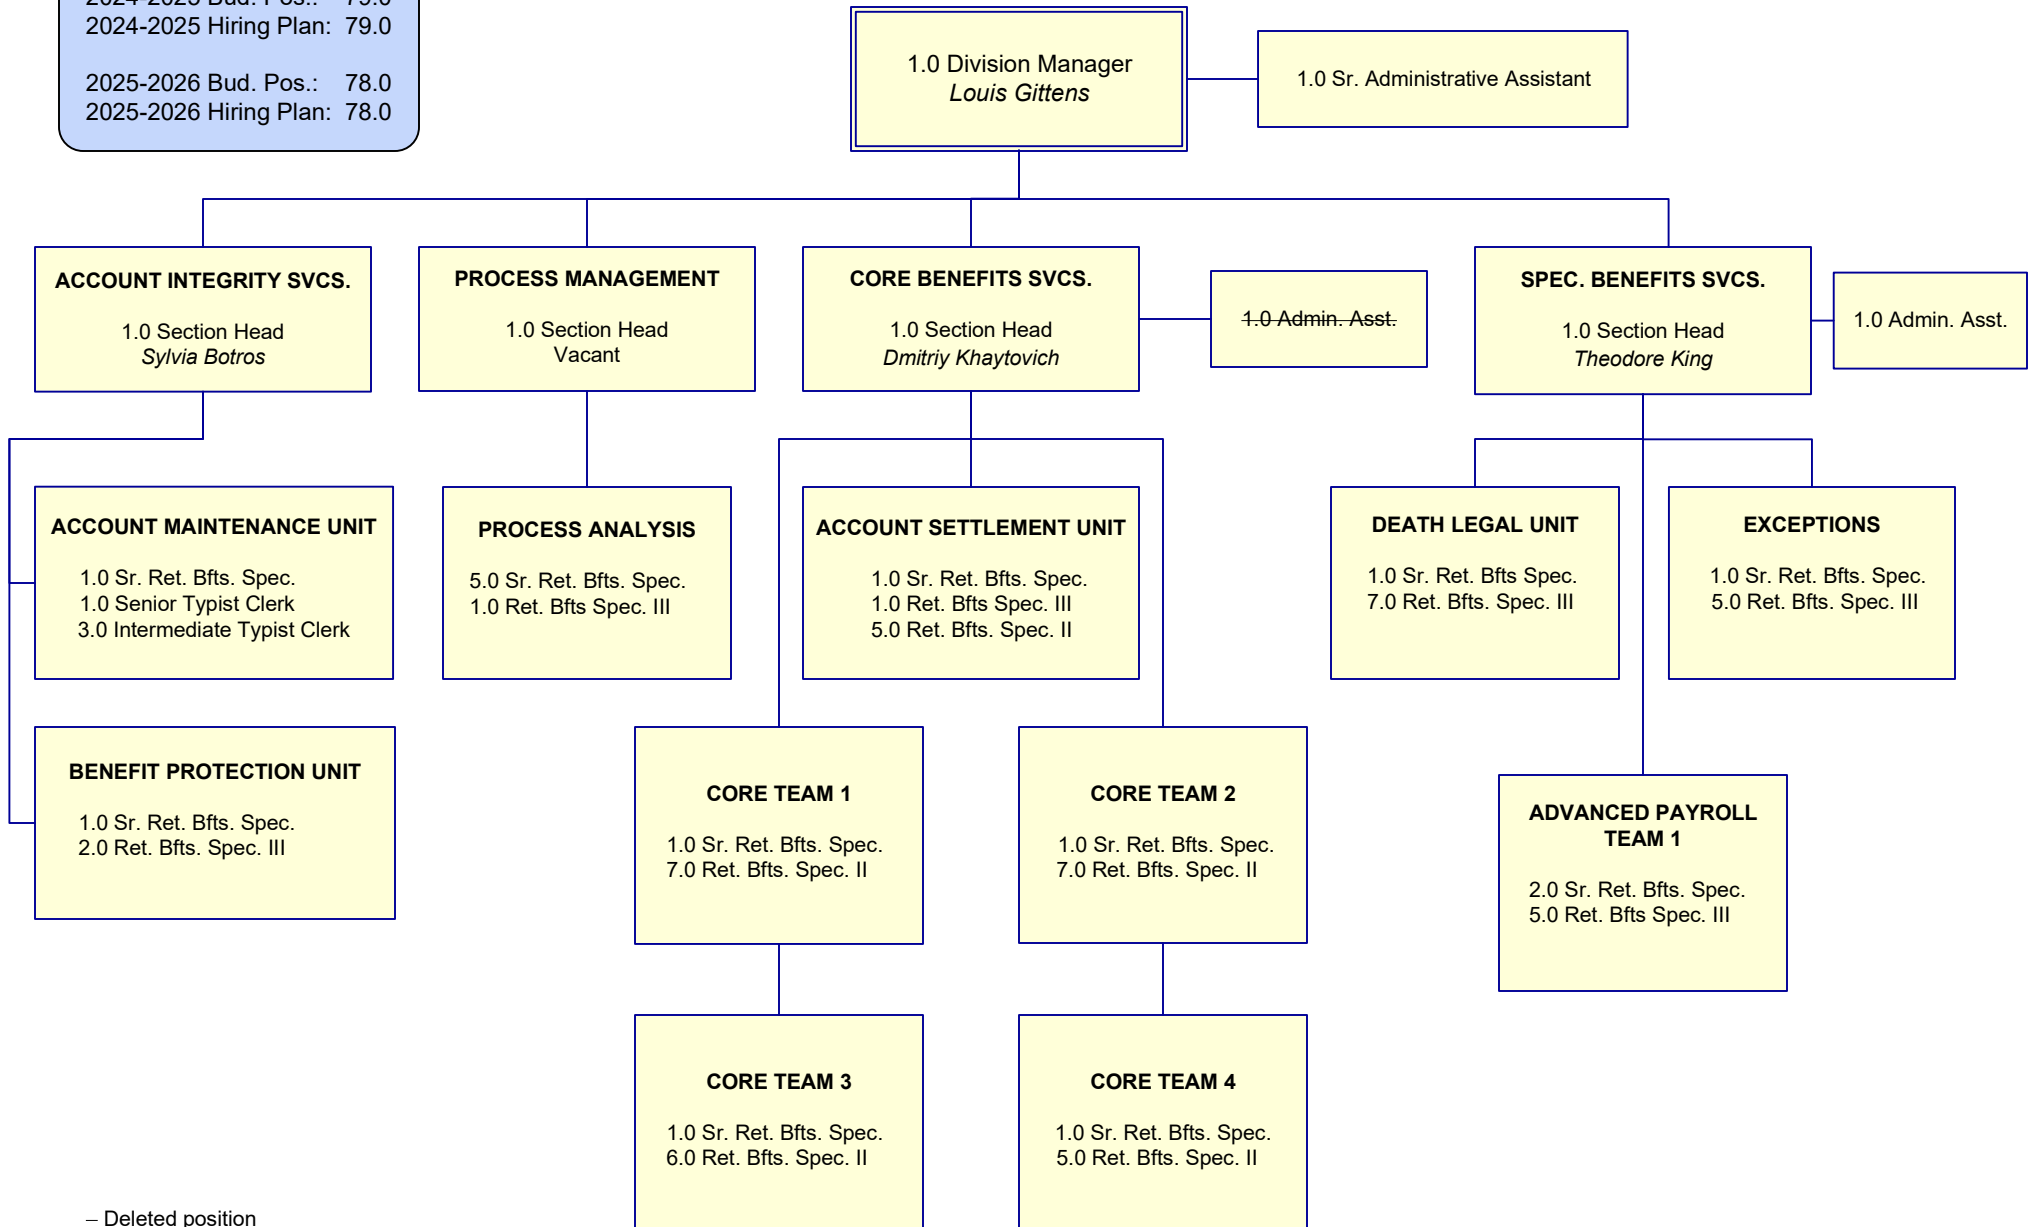 2024-2025 Bud. Pos.: 79.0
2024-2025 Hiring Plan: 79.0
2025-2026 Bud. Pos.: 78.0
2025-2026 Hiring Plan: 78.0
1.0 Division Manager
Louis Gittens
1.0 Sr. Administrative Assistant
ACCOUNT INTEGRITY SVCS.
1.0 Section Head
Sylvia Botros
PROCESS MANAGEMENT
1.0 Section Head
Vacant
CORE BENEFITS SVCS.
1.0 Section Head
Dmitriy Khaytovich
1.0 Admin. Asst.
SPEC. BENEFITS SVCS.
1.0 Section Head
Theodore King
1.0 Admin. Asst.
ACCOUNT MAINTENANCE UNIT
1.0 Sr. Ret. Bfts. Spec.
1.0 Senior Typist Clerk
3.0 Intermediate Typist Clerk
PROCESS ANALYSIS
5.0 Sr. Ret. Bfts. Spec.
1.0 Ret. Bfts Spec. III
ACCOUNT SETTLEMENT UNIT
1.0 Sr. Ret. Bfts. Spec.
1.0 Ret. Bfts Spec. III
5.0 Ret. Bfts. Spec. II
DEATH LEGAL UNIT
1.0 Sr. Ret. Bfts Spec.
7.0 Ret. Bfts. Spec. III
EXCEPTIONS
1.0 Sr. Ret. Bfts. Spec.
5.0 Ret. Bfts. Spec. III
BENEFIT PROTECTION UNIT
1.0 Sr. Ret. Bfts. Spec.
2.0 Ret. Bfts. Spec. III
CORE TEAM 1
1.0 Sr. Ret. Bfts. Spec.
7.0 Ret. Bfts. Spec. II
CORE TEAM 2
1.0 Sr. Ret. Bfts. Spec.
7.0 Ret. Bfts. Spec. II
ADVANCED PAYROLL
TEAM 1
2.0 Sr. Ret. Bfts. Spec.
5.0 Ret. Bfts Spec. III
CORE TEAM 3
1.0 Sr. Ret. Bfts. Spec.
6.0 Ret. Bfts. Spec. II
CORE TEAM 4
1.0 Sr. Ret. Bfts. Spec.
5.0 Ret. Bfts. Spec. II
– Deleted position